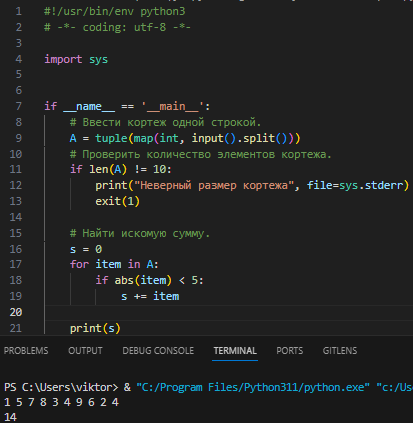 1 #!/usr/bin/env python3
2 # -*- coding: utf-8 -*-
3
4 import sys
5
6
7 if __name__ == '__main__':
8 # Ввести кортеж одной строкой.
9 A = tuple(map(int, input().split()))
10 # Проверить количество элементов кортежа.
11 if len(A) != 10:
12 print("Неверный размер кортежа", file=sys.stderr)
13 exit(1)
14
15 # Найти искомую сумму.
16 s = 0
17 for item in A:
18 if abs(item) < 5:
19 s += item
20
21 print(s)
PROBLEMS OUTPUT DEBUG CONSOLE TERMINAL PORTS GITLENS
PS C:\Users\viktor> & "C:/Program Files/Python311/python.exe" "c:/Us
1 5 7 8 3 4 9 6 2 4
14